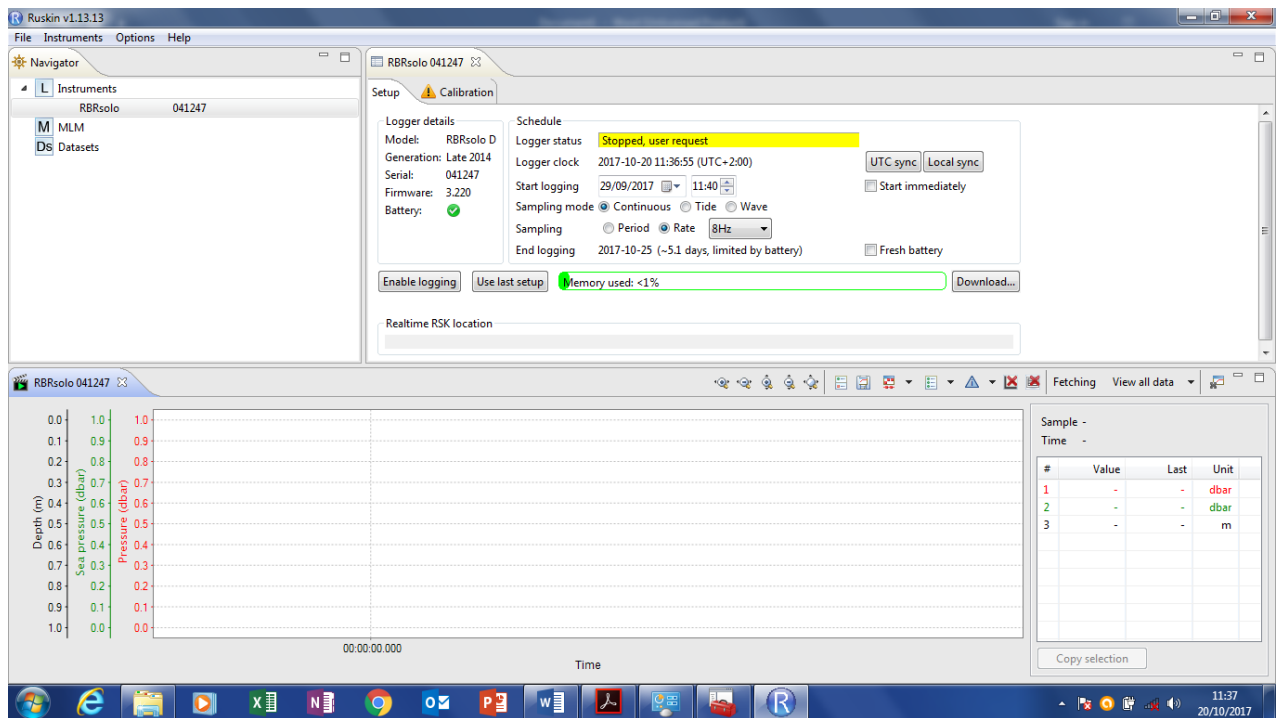 Ruskin v1.13.13
File Instruments Options Help
Navigator
L Instruments
RBRsolo 041247
M MLM
Ds Datasets
RBRsolo 041247
Setup Calibration
Logger details
Model: RBRsolo D
Generation: Late 2014
Serial: 041247
Firmware: 3.220
Battery:
Schedule
Logger status Stopped, user request
Logger clock 2017-10-20 11:36:55 (UTC+2:00) UTC sync Local sync
Start logging 29/09/2017 11:40 Start immediately
Sampling mode Continuous Tide Wave
Sampling Period Rate 8Hz
End logging 2017-10-25 (~5.1 days, limited by battery) Fresh battery
Enable logging Use last setup Memory used: <1% Download...
Realtime RSK location
RBRsolo 041247 Fetching View all data
Depth (m)
0.0
0.1
0.2
0.3
0.4
0.5
0.6
0.7
0.8
0.9
1.0
Sea pressure (dbar)
1.0
0.9
0.8
0.7
0.6
0.5
0.4
0.3
0.2
0.1
0.0
Pressure (dbar)
1.0
0.9
0.8
0.7
0.6
0.5
0.4
0.3
0.2
0.1
0.0
00:00:00.000
Time
Sample -
Time -
# Value Last Unit
1 - - dbar
2 - - dbar
3 - - m
Copy selection
11:37
20/10/2017